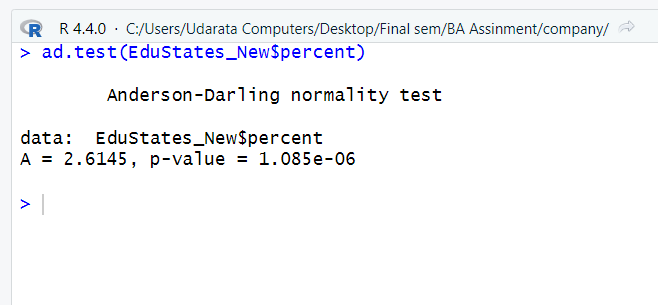 R R 4.4.0 · C:/Users/Udarata Computers/Desktop/Final sem/BA Assinment/company/
> ad.test(EduStates_New$percent)
Anderson-Darling normality test
data:  EduStates_New$percent
A = 2.6145, p-value = 1.085e-06
>